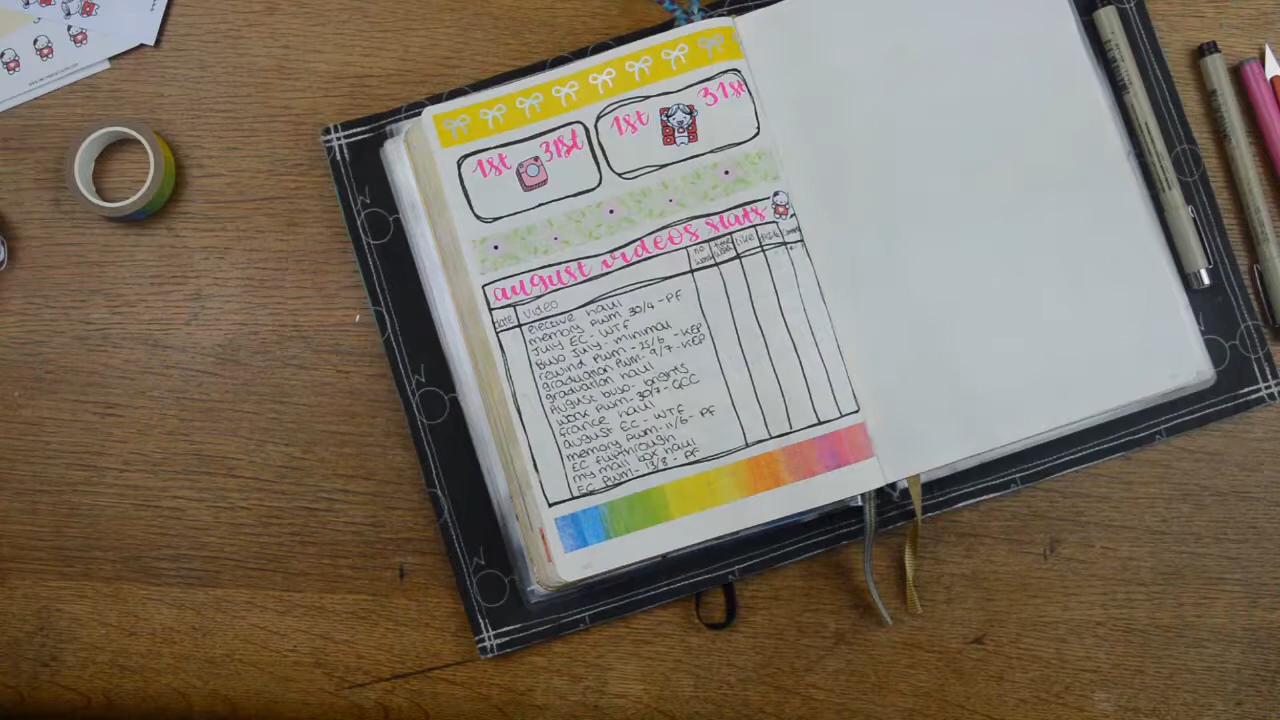 1st 31st
1st 31st
august videos stats
date video no like
elective haul
memory PWM 30/4 - PF
July EC - WTF
Bujo July - minimal
rewind PWM - 25/6 - KEP
graduation PWM - 9/7 - KEP
graduation haul
August bujo - brights
work PWM - 30/7 - GCC
france haul
august EC - WTF
memory PWM - 11/6 - PF
EC flipthrough
my mail box haul
EC PWM - 13/8 - PF